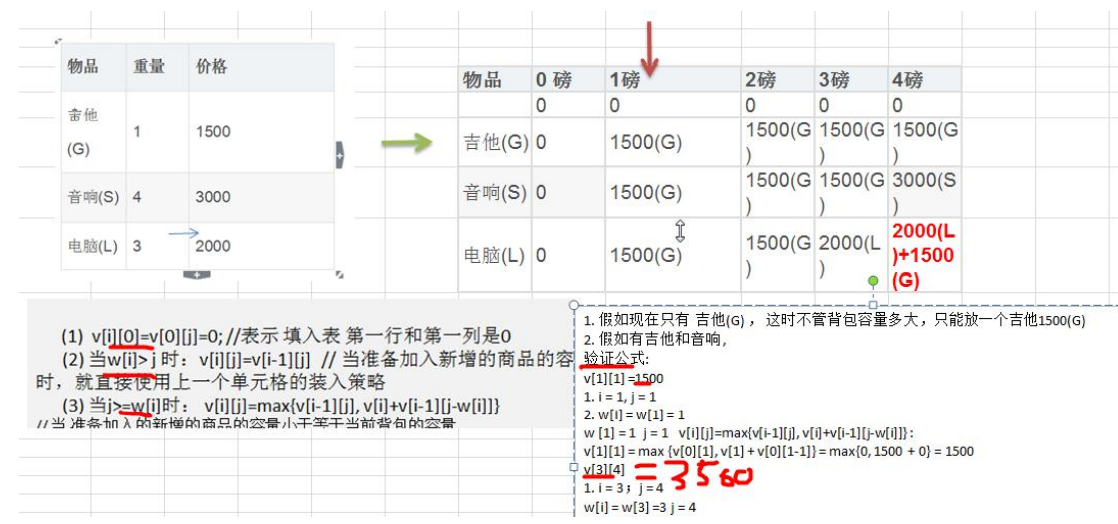 物品 重量 价格
吉他
(G)
1 1500
音响(S) 4 3000
电脑(L) 3 2000
物品 0 磅 1磅 2磅 3磅 4磅
0 0 0 0 0
吉他(G) 0 1500(G) 1500(G) 1500(G) 1500(G)
音响(S) 0 1500(G) 1500(G) 1500(G) 3000(S)
电脑(L) 0 1500(G) 1500(G) 2000(L) 2000(L)+1500(G)
(1) v[i][0]=v[0][j]=0; //表示 填入表 第一行和第一列是0
(2) 当w[i]> j 时：v[i][j]=v[i-1][j] // 当准备加入新增的商品的容
时，就直接使用上一个单元格的装入策略
(3) 当j>=w[i]时： v[i][j]=max{v[i-1][j], v[i]+v[i-1][j-w[i]]}
//当 准备加入的新增的商品的容量小于等于当前背包的容量
1. 假如现在只有 吉他(G) ， 这时不管背包容量多大，只能放一个吉他1500(G)
2. 假如有吉他和音响,
验证公式:
v[1][1] =1500
1. i = 1, j = 1
2. w[i] = w[1] = 1
w [1] = 1 j = 1 v[i][j]=max{v[i-1][j], v[i]+v[i-1][j-w[i]]} :
v[1][1] = max {v[0][1], v[1] + v[0][1-1]} = max{0, 1500 + 0} = 1500
v[3][4] = 3500
1. i = 3； j = 4
w[i] = w[3] =3 j = 4